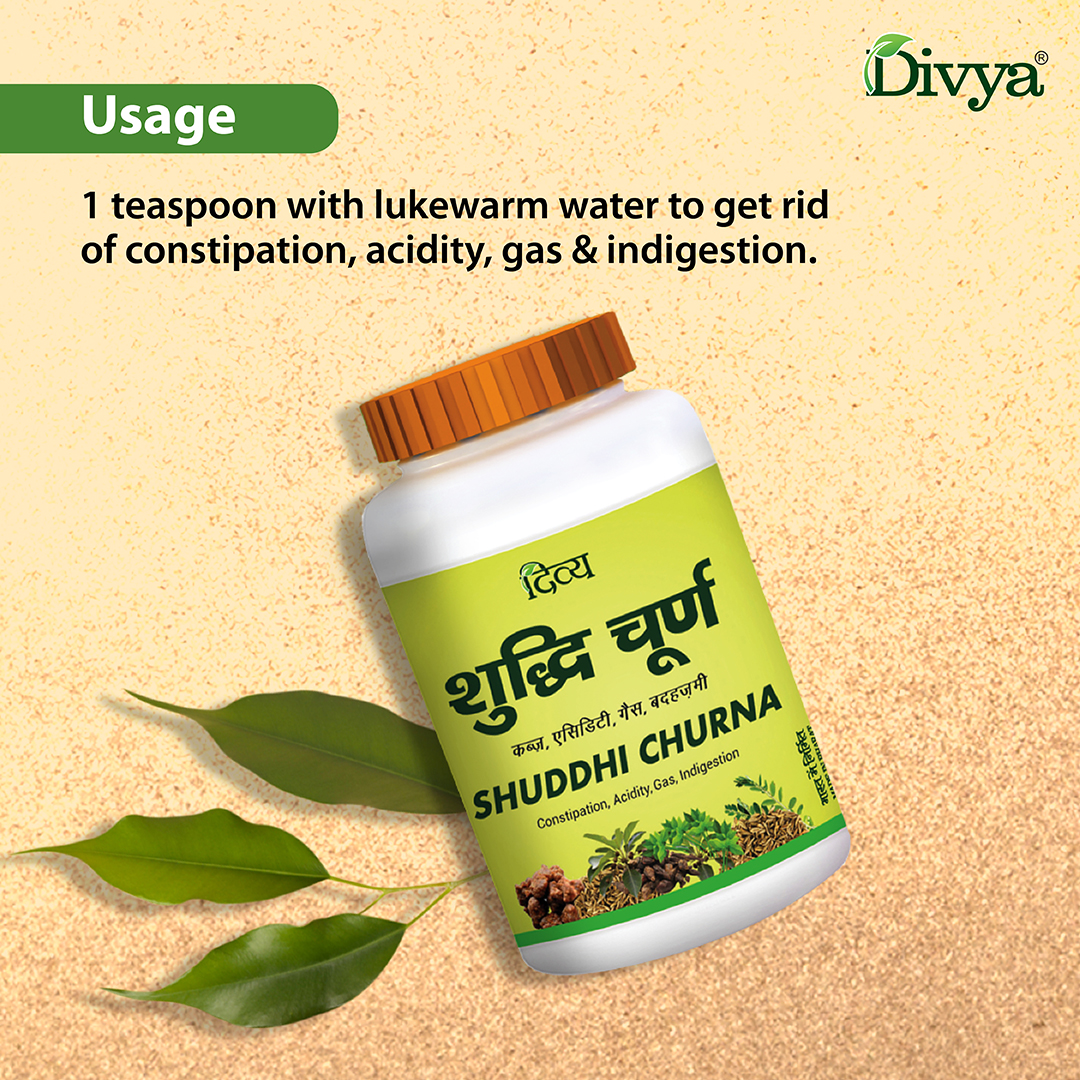 Divya®
Usage
1 teaspoon with lukewarm water to get rid
of constipation, acidity, gas & indigestion.
दिव्य
शुद्धि चूर्ण
कब्ज़, एसिडिटी, गैस, बदहज़मी
SHUDDHI CHURNA
Constipation, Acidity, Gas, Indigestion